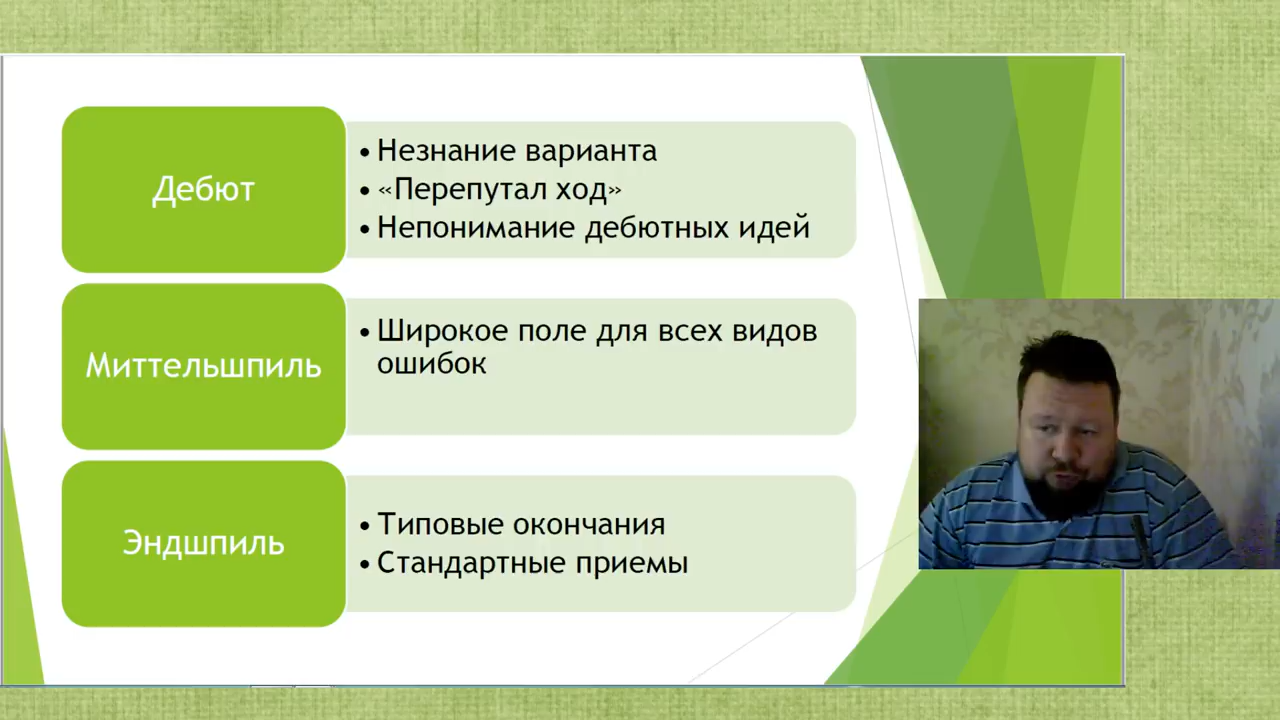 Дебют
• Незнание варианта
• «Перепутал ход»
• Непонимание дебютных идей
Миттельшпиль
• Широкое поле для всех видов
ошибок
Эндшпиль
• Типовые окончания
• Стандартные приемы